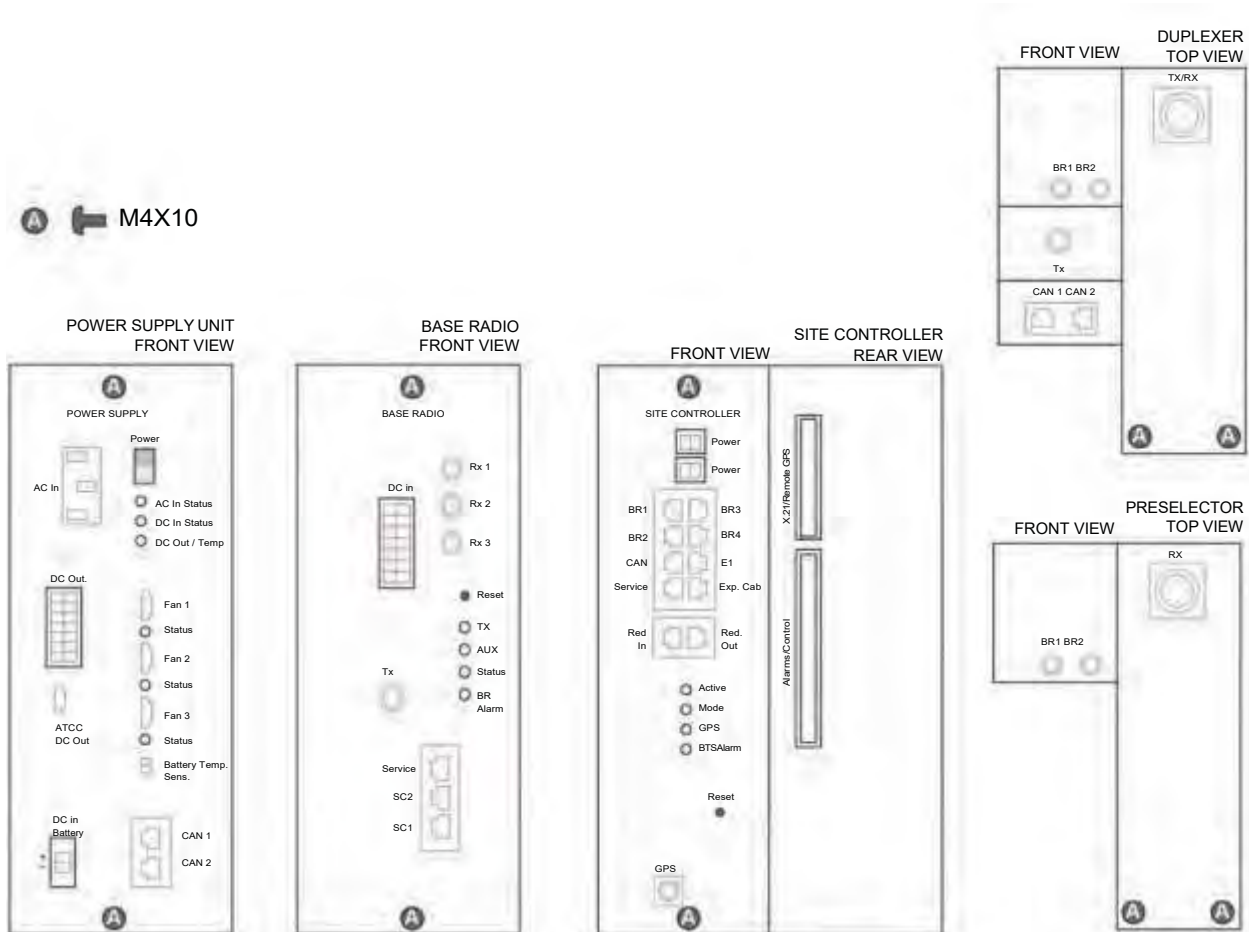 DUPLEXER
FRONT VIEW TOP VIEW
TX/RX
BR1 BR2
A M4X10
Tx
CAN 1 CAN 2
A A
POWER SUPPLY UNIT
FRONT VIEW
A
POWER SUPPLY
Power
AC In
AC In Status
DC In Status
DC Out / Temp
DC Out.
Fan 1
Status
Fan 2
Status
Fan 3
Status
ATCC
DC Out
Battery Temp.
Sens.
DC in
Battery
CAN 1
CAN 2
A
BASE RADIO
FRONT VIEW
A
BASE RADIO
Rx 1
DC in
Rx 2
Rx 3
Reset
TX
AUX
Tx
Status
BR
Alarm
Service
SC2
SC1
A
FRONT VIEW
A
SITE CONTROLLER
Power
Power
BR1 BR3
BR2 BR4
CAN E1
Service Exp. Cab
Red Red.
In Out
Active
Mode
GPS
BTSAlarm
Reset
GPS
A
SITE CONTROLLER
REAR VIEW
X.21/Remote GPS
Alarms/Control
PRESELECTOR
FRONT VIEW TOP VIEW
RX
BR1 BR2
A A